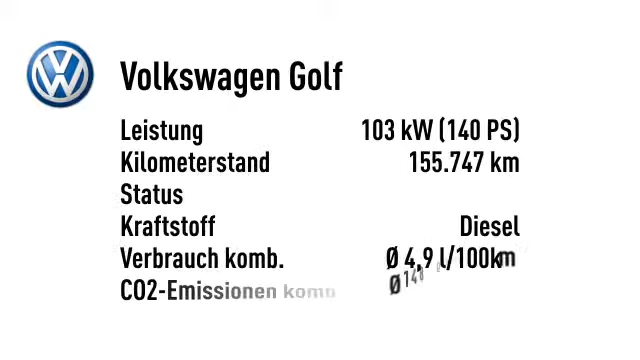 Volkswagen Golf
Leistung 103 kW (140 PS)
Kilometerstand 155.747 km
Status
Kraftstoff Diesel
Verbrauch komb. Ø 4,9 l/100km
CO2-Emissionen komb Ø